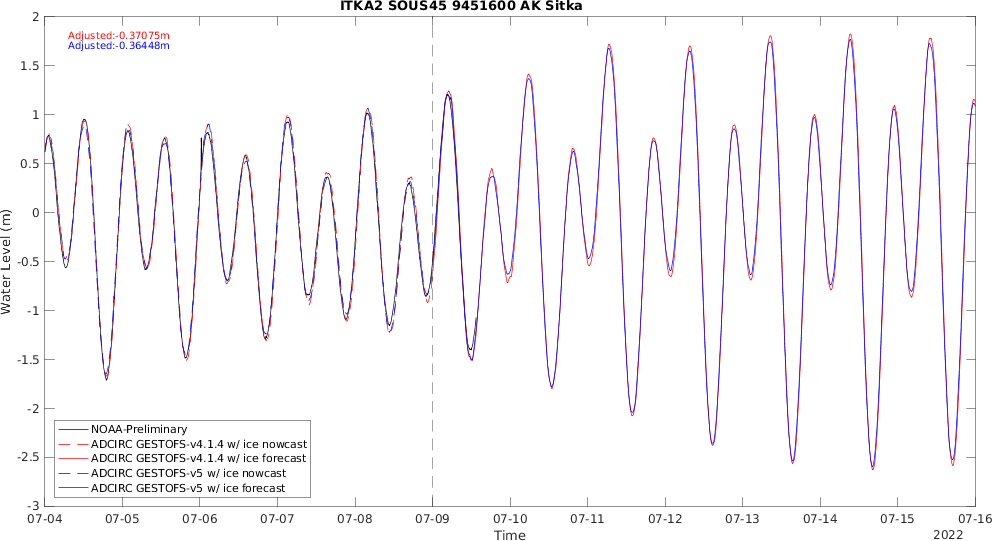 ITKA2 SOUS45 9451600 AK Sitka
Adjusted:-0.37075m
Adjusted:-0.36448m
2
1.5
1
0.5
0
-0.5
-1
-1.5
-2
-2.5
-3
Water Level (m)
NOAA-Preliminary
ADCIRC GESTOFS-v4.1.4 w/ ice nowcast
ADCIRC GESTOFS-v4.1.4 w/ ice forecast
ADCIRC GESTOFS-v5 w/ ice nowcast
ADCIRC GESTOFS-v5 w/ ice forecast
07-04 07-05 07-06 07-07 07-08 07-09 07-10 07-11 07-12 07-13 07-14 07-15 07-16
Time
2022